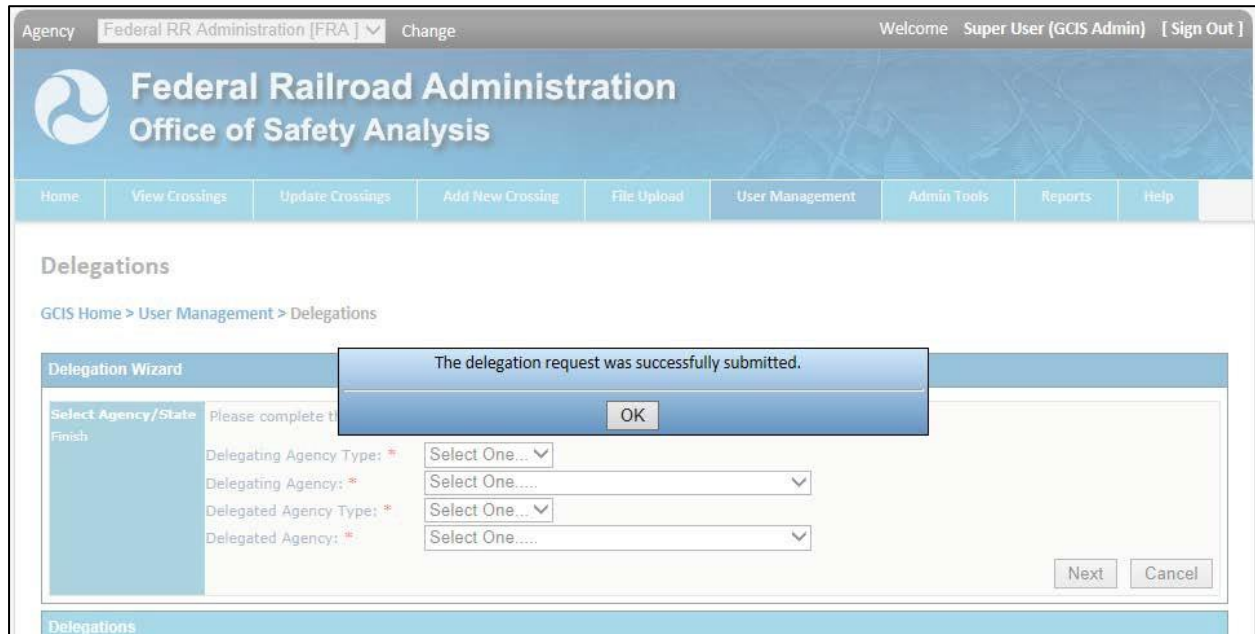 Agency Federal RR Administration [FRA ] Change Welcome Super User (GCIS Admin) [ Sign Out ]
Federal Railroad Administration
Office of Safety Analysis
Home View Crossings Update Crossings Add New Crossing File Upload User Management Admin Tools Reports Help
Delegations
GCIS Home > User Management > Delegations
Delegation Wizard
The delegation request was successfully submitted.
OK
Select Agency/State Please complete th
Finish
Delegating Agency Type: * Select One...
Delegating Agency: * Select One.....
Delegated Agency Type: * Select One...
Delegated Agency: * Select One.....
Next Cancel
Delegations